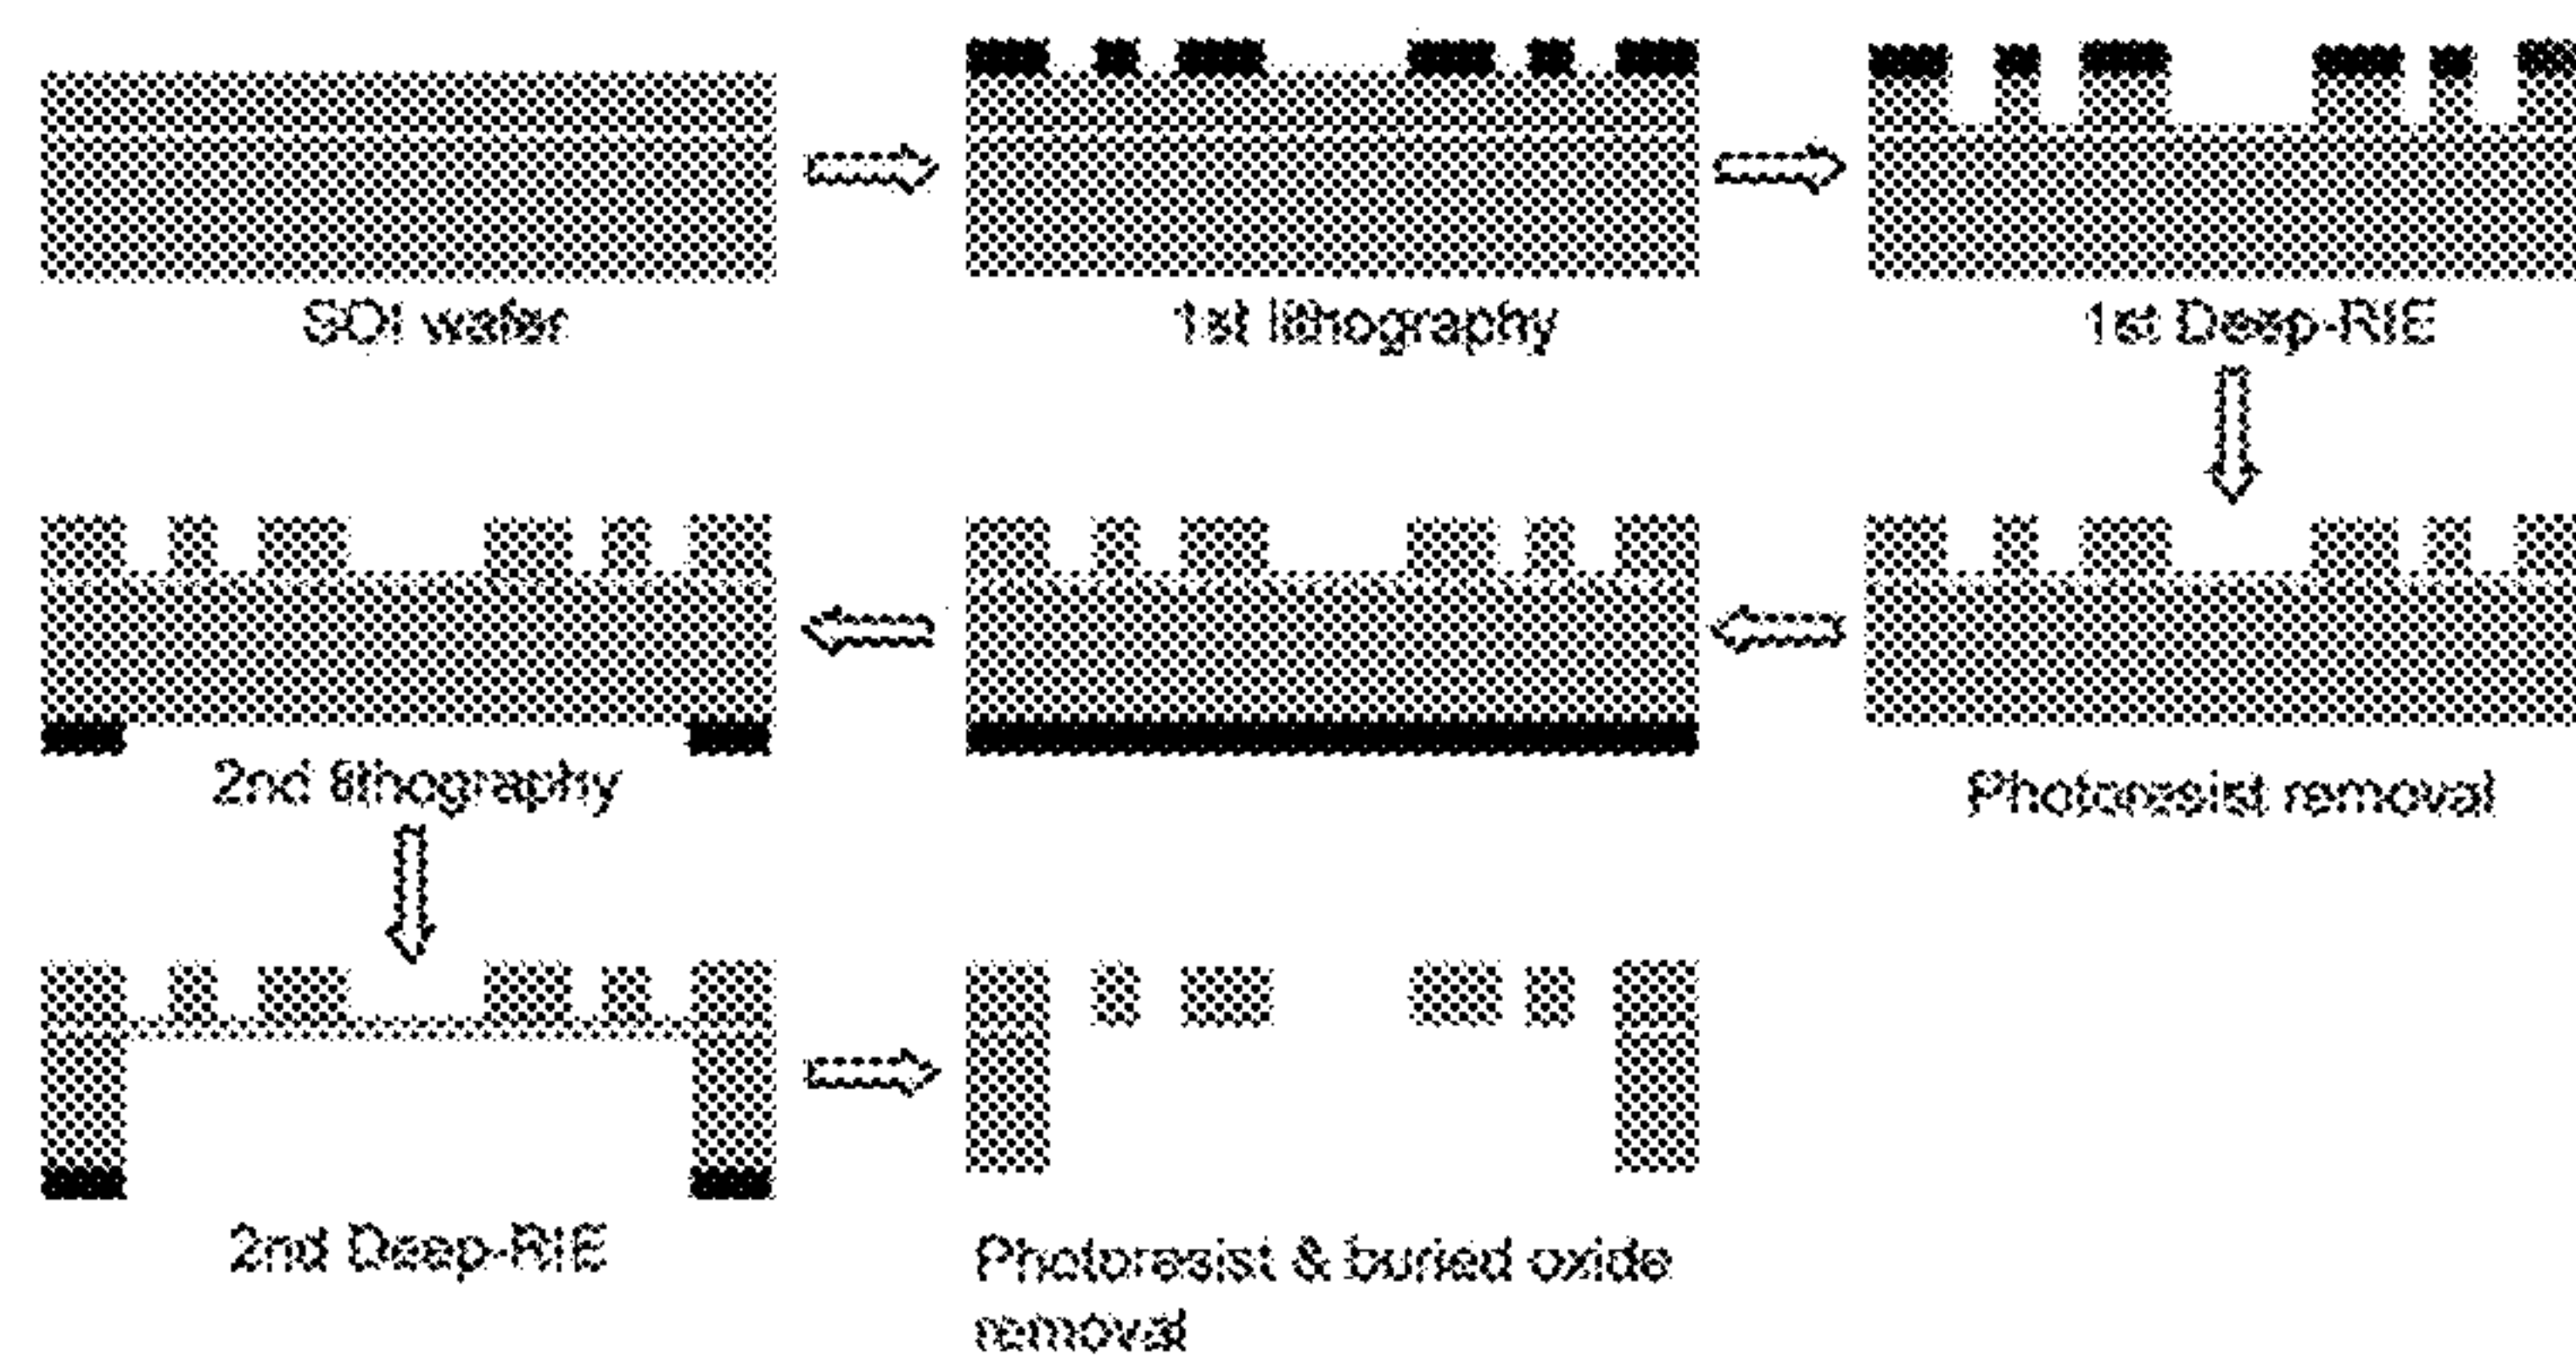 SOI wafer
1st lithography
1st Deep-RIE
2nd lithography
Photoresist removal
2nd Deep-RIE
Photoresist & buried oxide
removal